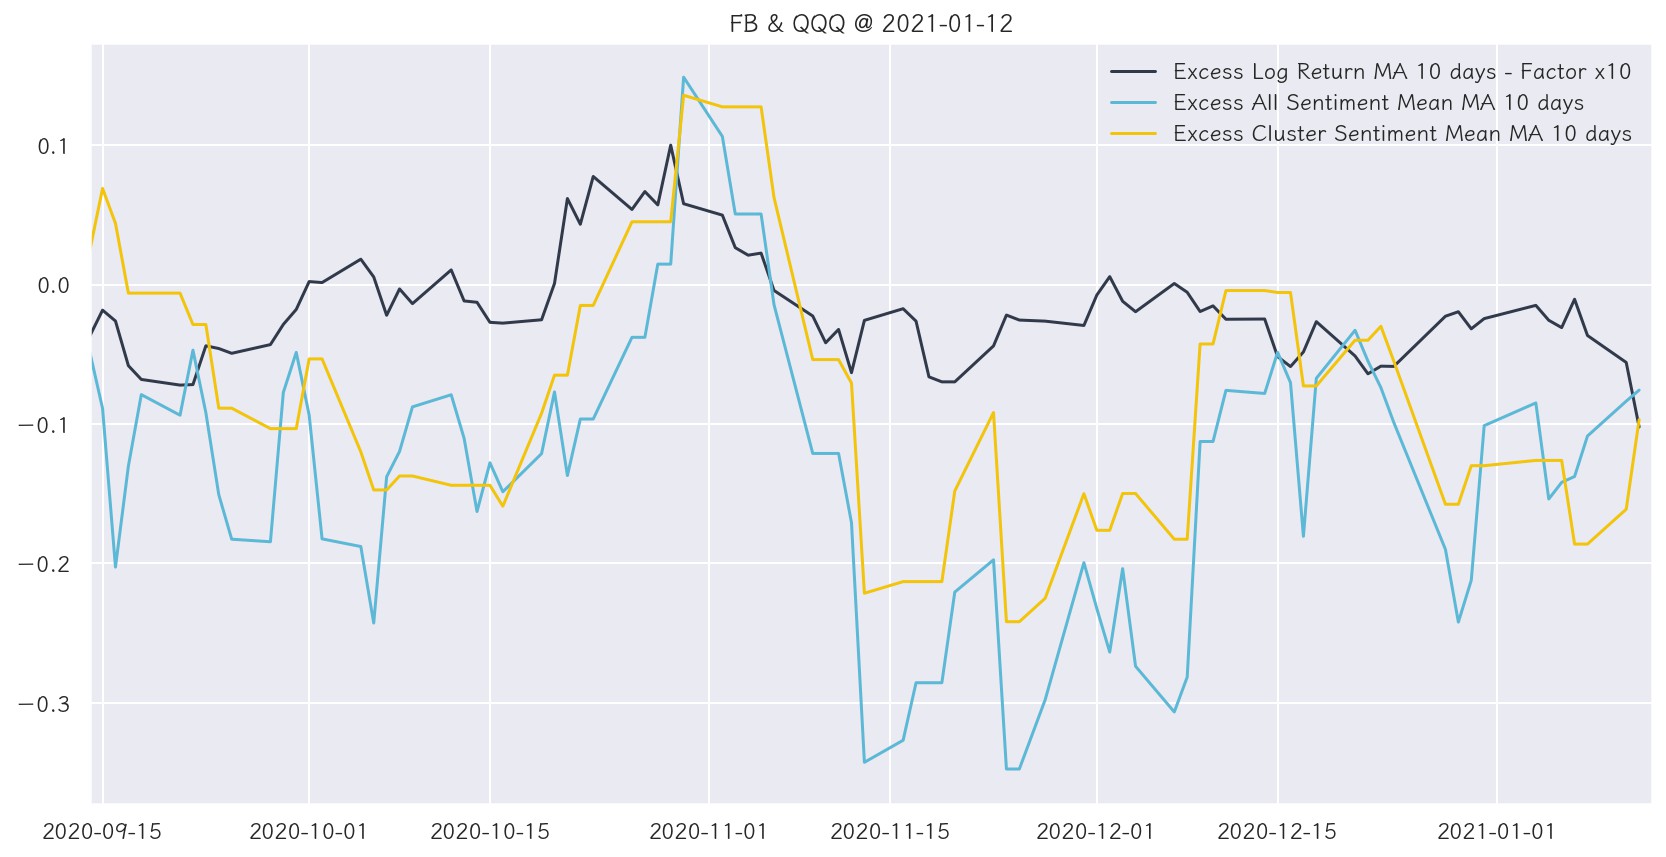 FB & QQQ @ 2021-01-12
Excess Log Return MA 10 days - Factor x10
Excess All Sentiment Mean MA 10 days
Excess Cluster Sentiment Mean MA 10 days
0.1
0.0
−0.1
−0.2
−0.3
2020-09-15 2020-10-01 2020-10-15 2020-11-01 2020-11-15 2020-12-01 2020-12-15 2021-01-01